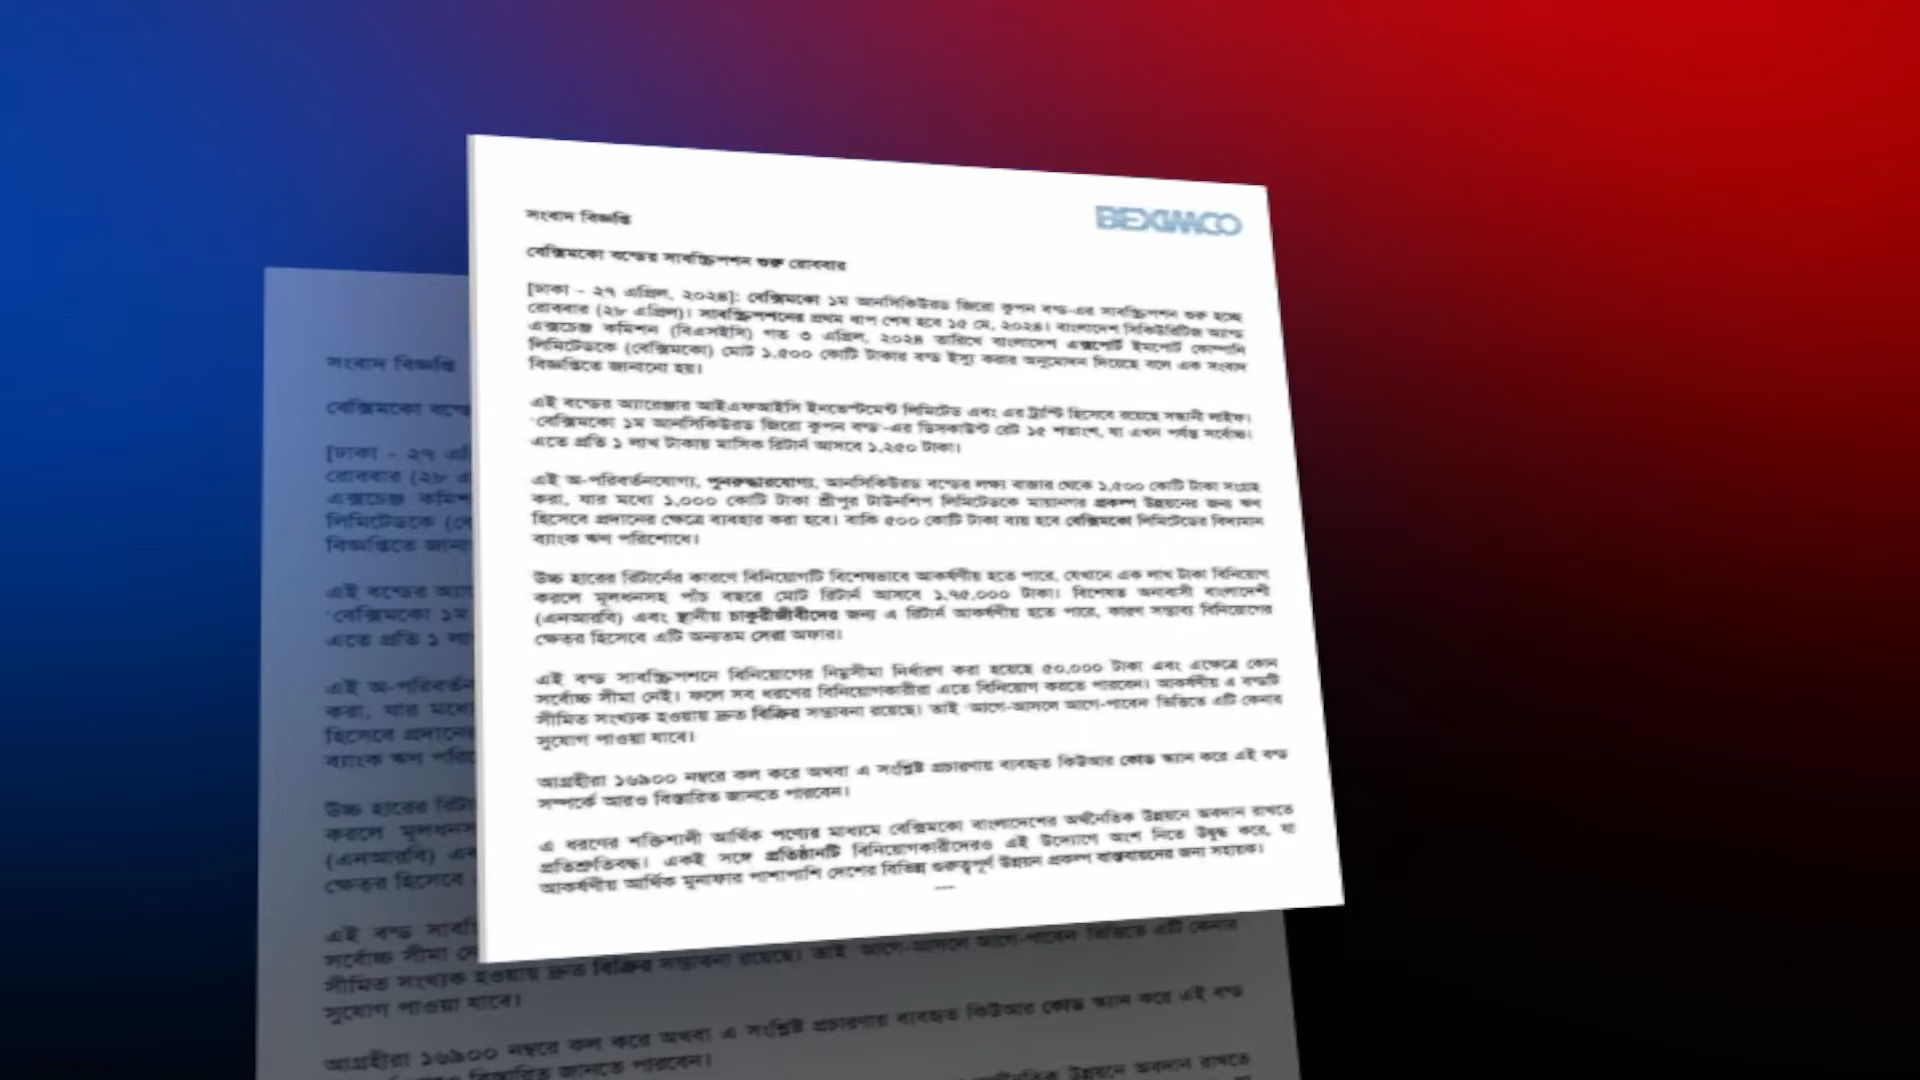 সংবাদ বিজ্ঞপ্তি
BEXIMCO
বেক্সিমকো বন্ডের সাবস্ক্রিপশন শুরু রোববার
[ঢাকা - ২৭ এপ্রিল, ২০২৪]: বেক্সিমকো ১ম আনসিকিউরড জিরো কুপন বন্ড-এর সাবস্ক্রিপশন শুরু হচ্ছে
রোববার (২৮ এপ্রিল)। সাবস্ক্রিপশনের প্রথম ধাপ শেষ হবে ১৫ মে, ২০২৪। বাংলাদেশ সিকিউরিটিজ অ্যান্ড
এক্সচেঞ্জ কমিশন (বিএসইসি) গত ৩ এপ্রিল, ২০২৪ তারিখে বাংলাদেশ এক্সপোর্ট ইমপোর্ট কোম্পানি
লিমিটেডকে (বেক্সিমকো) মোট ১,৫০০ কোটি টাকার বন্ড ইস্যু করার অনুমোদন দিয়েছে বলে এক সংবাদ
বিজ্ঞপ্তিতে জানানো হয়।
এই বন্ডের অ্যারেঞ্জার আইএফআইসি ইনভেস্টমেন্ট লিমিটেড এবং এর ট্রাস্টি হিসেবে রয়েছে সন্ধানী লাইফ।
'বেক্সিমকো ১ম আনসিকিউরড জিরো কুপন বন্ড'-এর ডিসকাউন্ট রেট ১৫ শতাংশ, যা এখন পর্যন্ত সর্বোচ্চ।
এতে প্রতি ১ লাখ টাকায় মাসিক রিটার্ন আসবে ১,২৫০ টাকা।
এই অ-পরিবর্তনযোগ্য, পুনরুদ্ধারযোগ্য, আনসিকিউরড বন্ডের লক্ষ্য বাজার থেকে ১,৫০০ কোটি টাকা সংগ্রহ
করা, যার মধ্যে ১,০০০ কোটি টাকা শ্রীপুর টাউনশিপ লিমিটেডকে মায়ানগর প্রকল্প উন্নয়নের জন্য ঋণ
হিসেবে প্রদানের ক্ষেত্রে ব্যবহার করা হবে। বাকি ৫০০ কোটি টাকা ব্যয় হবে বেক্সিমকো লিমিটেডের বিদ্যমান
ব্যাংক ঋণ পরিশোধে।
উচ্চ হারের রিটার্নের কারণে বিনিয়োগটি বিশেষভাবে আকর্ষণীয় হতে পারে, যেখানে এক লাখ টাকা বিনিয়োগ
করলে মূলধনসহ পাঁচ বছরে মোট রিটার্ন আসবে ১,৭৫,০০০ টাকা। বিশেষত অনাবাসী বাংলাদেশী
(এনআরবি) এবং স্থানীয় চাকুরীজীবীদের জন্য এ রিটার্ন আকর্ষণীয় হতে পারে, কারণ সম্ভাব্য বিনিয়োগের
ক্ষেত্র হিসেবে এটি অন্যতম সেরা অফার।
এই বন্ড সাবস্ক্রিপশনে বিনিয়োগের নিম্নসীমা নির্ধারণ করা হয়েছে ৫০,০০০ টাকা এবং এক্ষেত্রে কোন
সর্বোচ্চ সীমা নেই। ফলে সব ধরণের বিনিয়োগকারীরা এতে বিনিয়োগ করতে পারবেন। আকর্ষণীয় এ বন্ডটি
সীমিত সংখ্যক হওয়ায় দ্রুত বিক্রির সম্ভাবনা রয়েছে। তাই 'আগে-আসলে আগে-পাবেন' ভিত্তিতে এটি কেনার
সুযোগ পাওয়া যাবে।
আগ্রহীরা ১৬৯০০ নম্বরে কল করে অথবা এ সংশ্লিষ্ট প্রচারণায় ব্যবহৃত কিউআর কোড স্ক্যান করে এই বন্ড
সম্পর্কে আরও বিস্তারিত জানতে পারবেন।
এ ধরণের শক্তিশালী আর্থিক পণ্যের মাধ্যমে বেক্সিমকো বাংলাদেশের অর্থনৈতিক উন্নয়নে অবদান রাখতে
প্রতিশ্রুতিবদ্ধ। একই সঙ্গে প্রতিষ্ঠানটি বিনিয়োগকারীদেরও এই উদ্যোগে অংশ নিতে উদ্বুদ্ধ করে, যা
আকর্ষণীয় আর্থিক মুনাফার পাশাপাশি দেশের বিভিন্ন গুরুত্বপূর্ণ উন্নয়ন প্রকল্প বাস্তবায়নের জন্য সহায়ক।
---